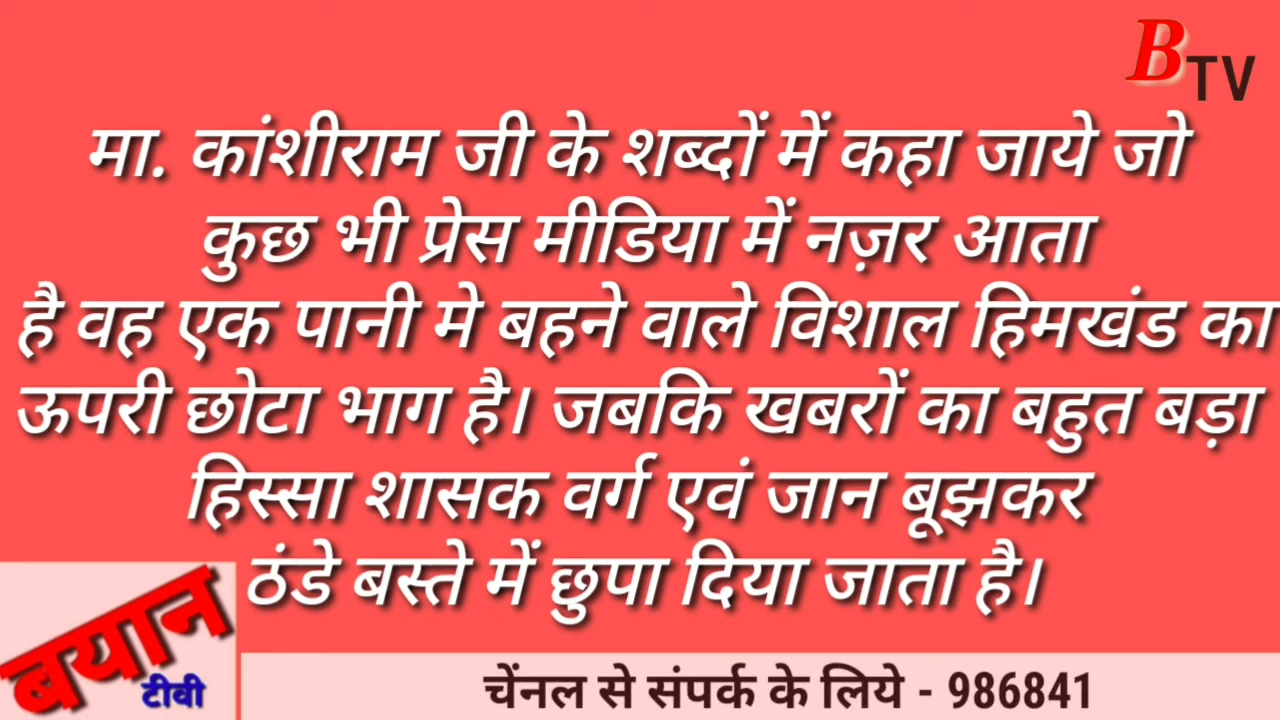 BTV
मा. कांशीराम जी के शब्दों में कहा जाये जो
कुछ भी प्रेस मीडिया में नज़र आता
है वह एक पानी मे बहने वाले विशाल हिमखंड का
ऊपरी छोटा भाग है। जबकि खबरों का बहुत बड़ा
हिस्सा शासक वर्ग एवं जान बूझकर
ठंडे बस्ते में छुपा दिया जाता है।
बयान
टीवी
चेंनल से संपर्क के लिये - 986841